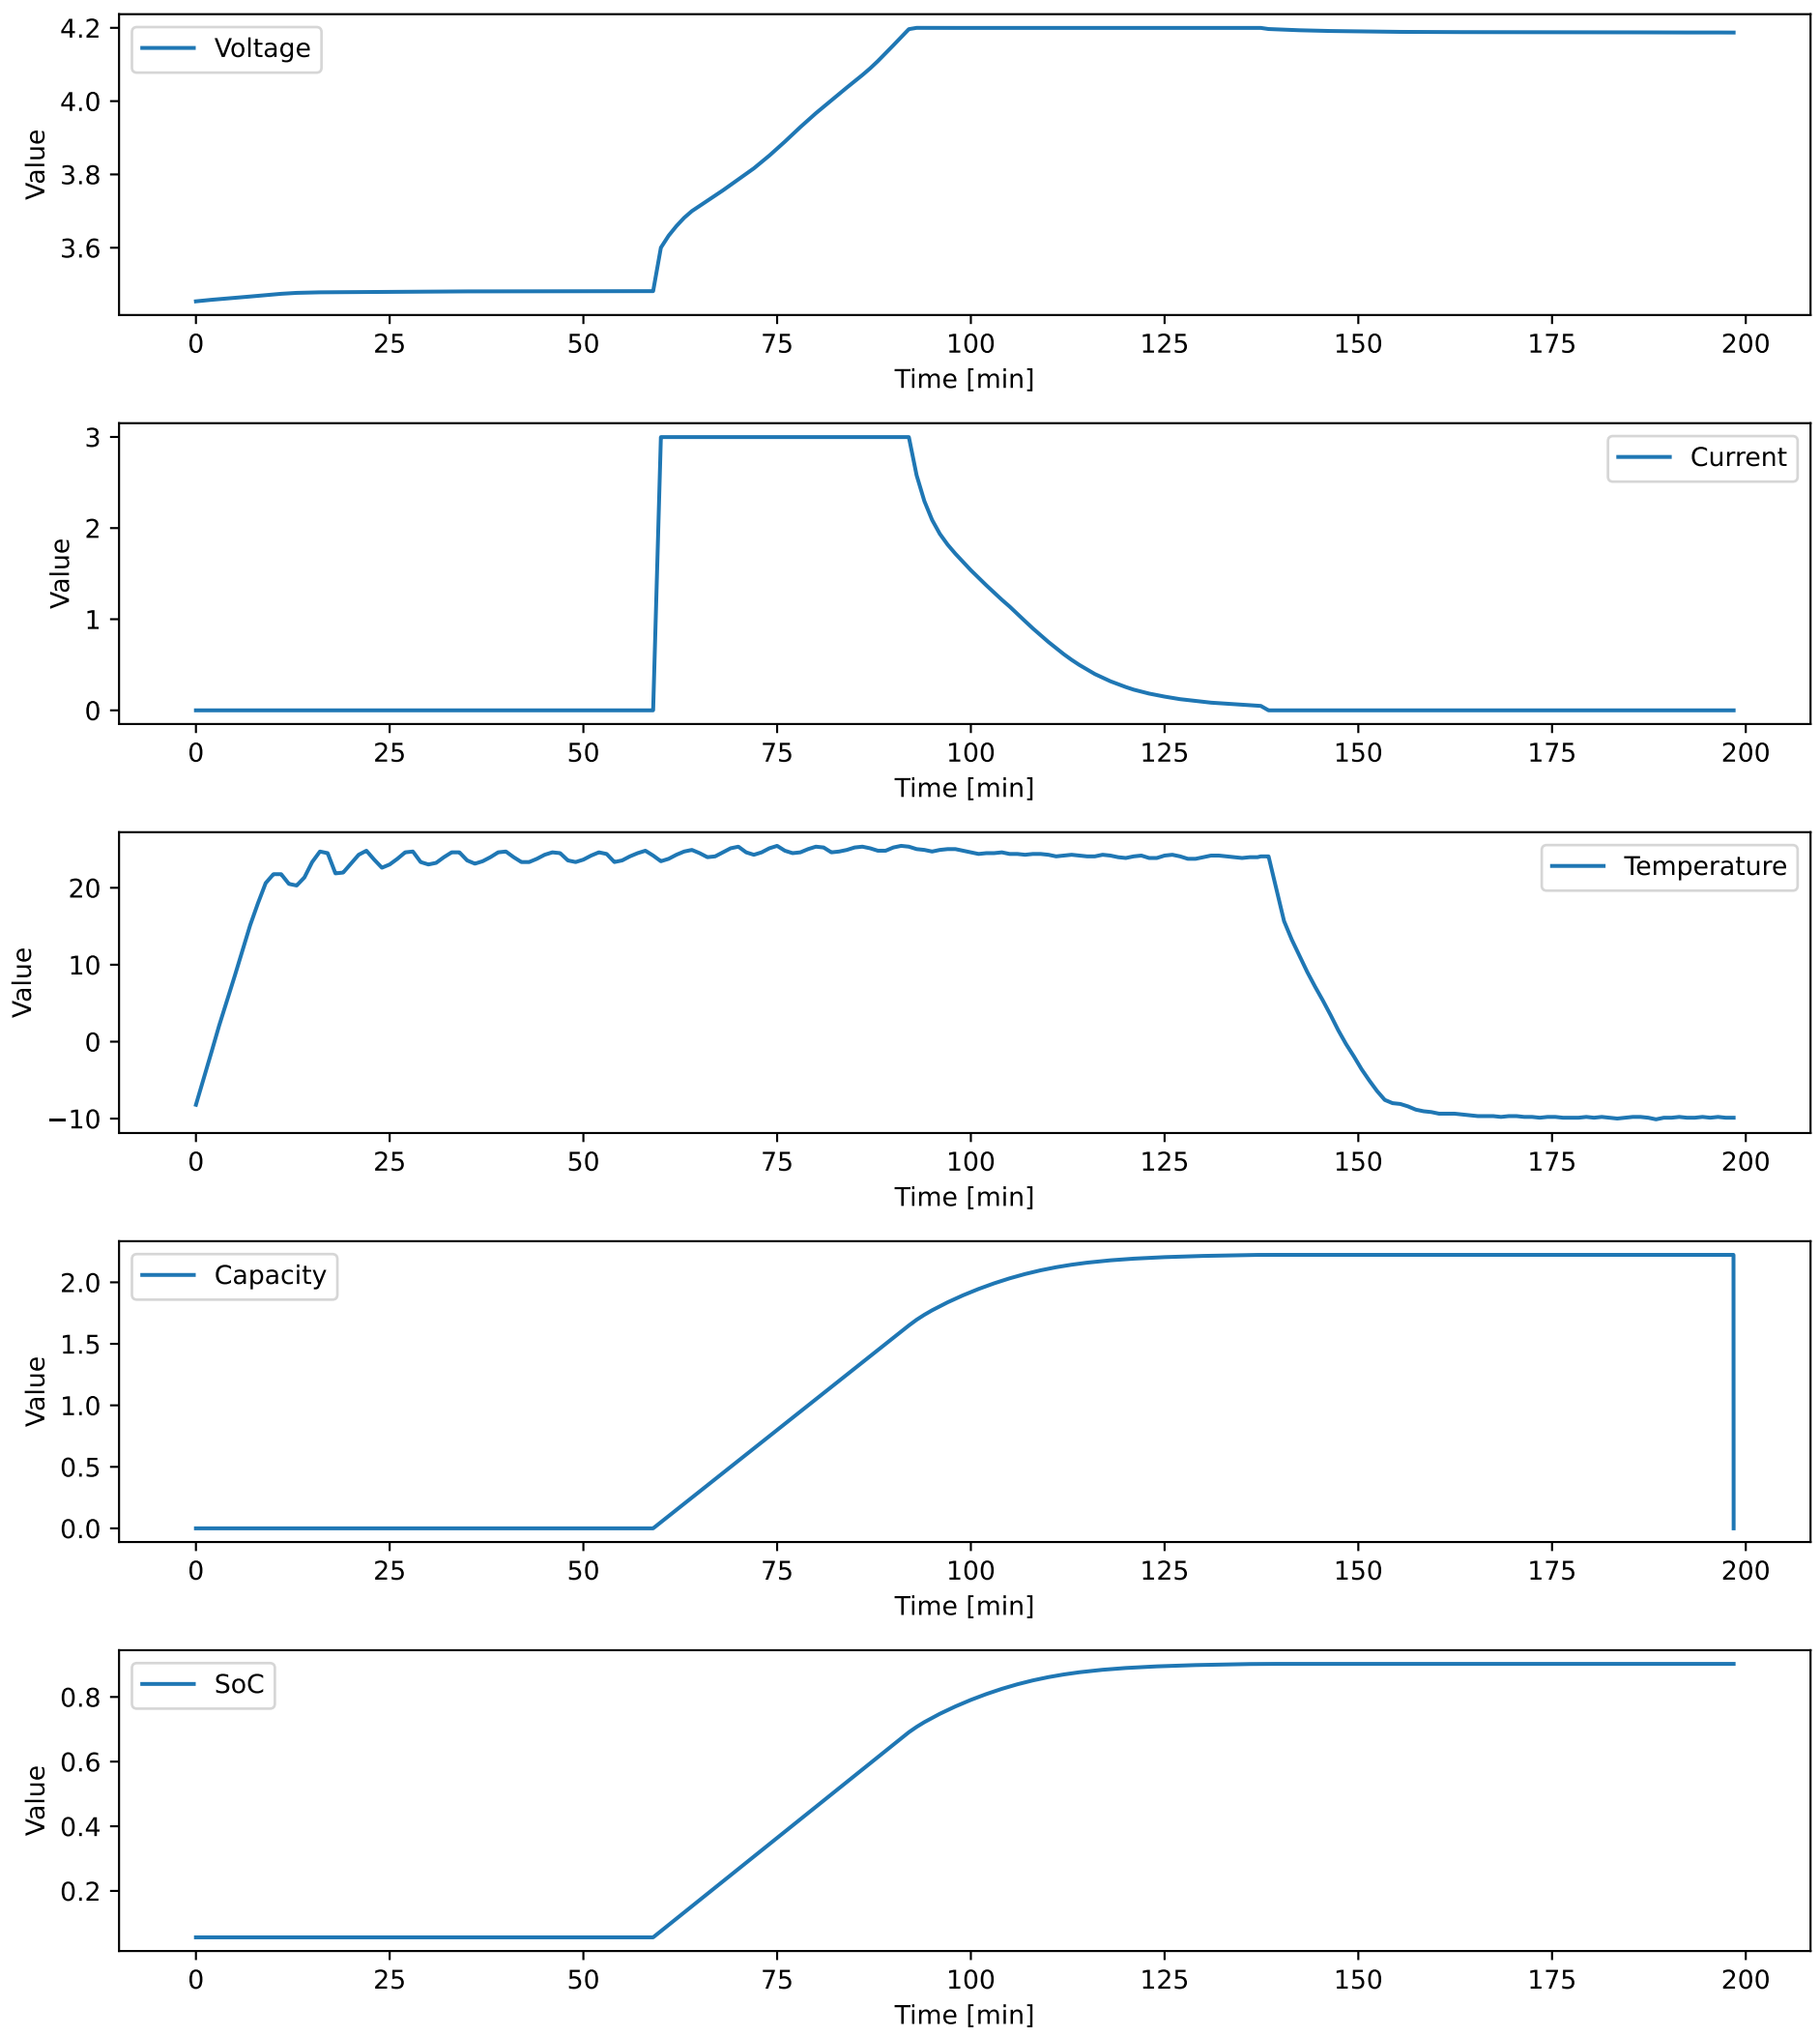 4.2
4.0
3.8
3.6
Value
Voltage
0 25 50 75 100 125 150 175 200
Time [min]
3
2
1
0
Value
Current
0 25 50 75 100 125 150 175 200
Time [min]
20
10
0
−10
Value
Temperature
0 25 50 75 100 125 150 175 200
Time [min]
2.0
1.5
1.0
0.5
0.0
Value
Capacity
0 25 50 75 100 125 150 175 200
Time [min]
0.8
0.6
0.4
0.2
Value
SoC
0 25 50 75 100 125 150 175 200
Time [min]